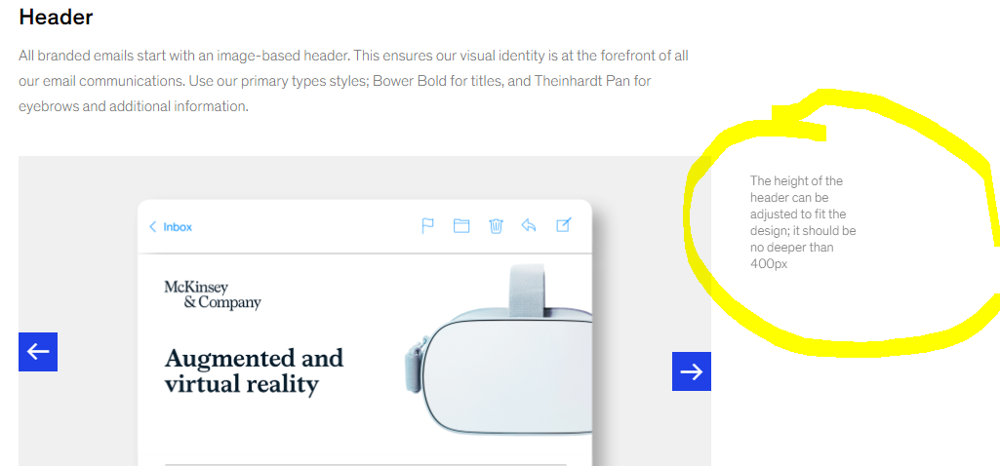 Header
All branded emails start with an image-based header. This ensures our visual identity is at the forefront of all
our email communications. Use our primary types styles; Bower Bold for titles, and Theinhardt Pan for
eyebrows and additional information.
The height of the
header can be
adjusted to fit the
design; it should be
no deeper than
400px
Inbox
McKinsey
& Company
Augmented and
virtual reality